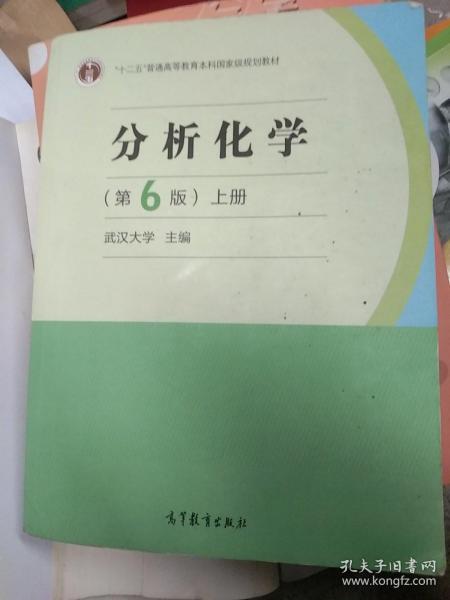 "十二五"普通高等教育本科国家级规划教材
分析化学
(第6版)上册
武汉大学 主编
高等教育出版社
孔夫子旧书网
www.kongfz.com